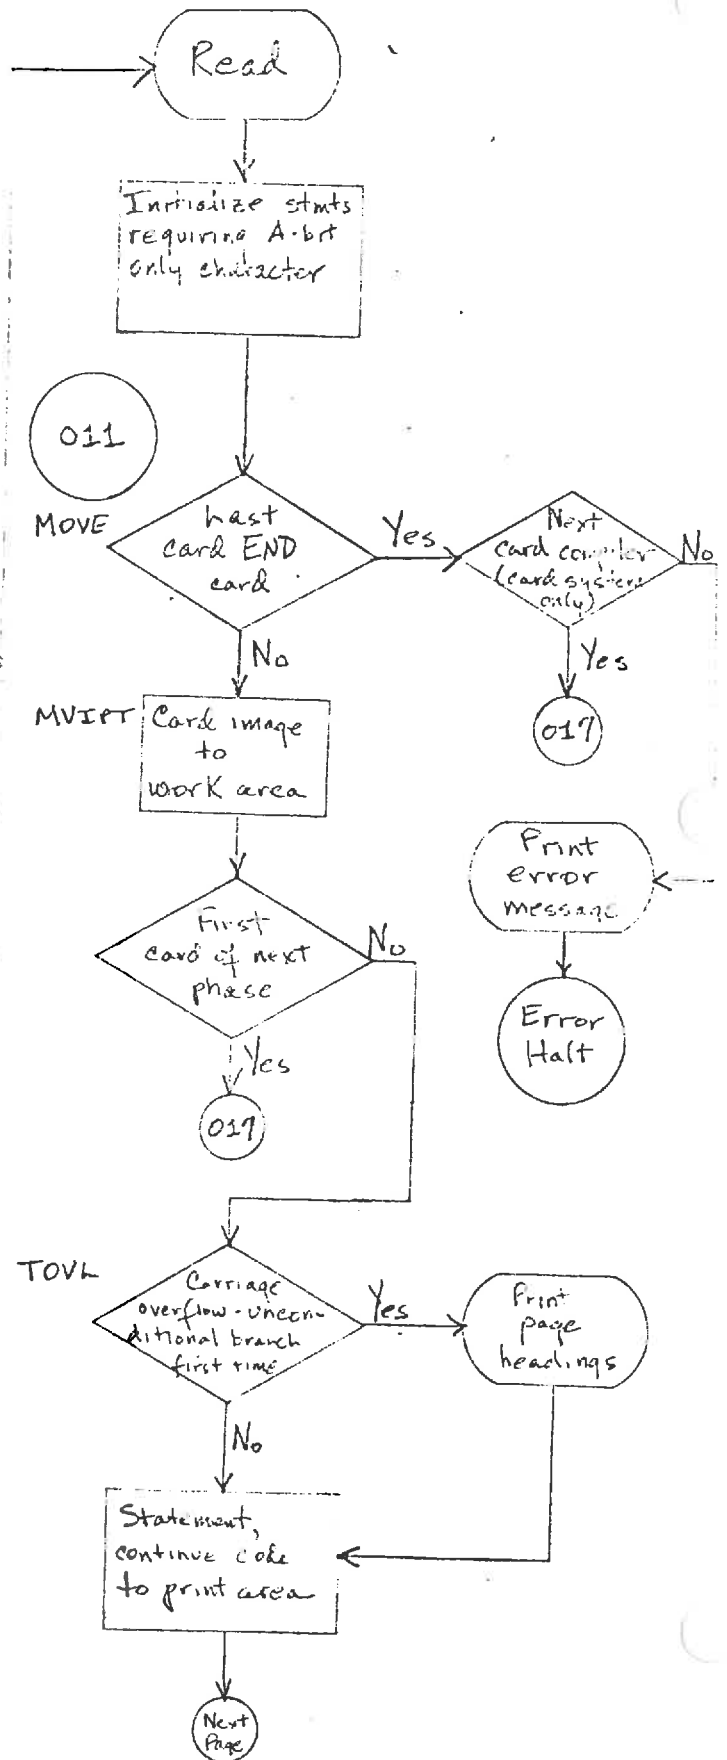 Read
Initialize stmts
requiring A-bit
only character
011
MOVE
Last
card END
card
Yes
Next
card compiler
(card system
only)
No
No
Yes
MVIPT
Card image
to
work area
017
Print
error
message
First
card of next
phase
No
Yes
Error
Halt
017
TOVL
Carriage
overflow-uncon-
ditional branch
first time
Yes
Print
page
headings
No
Statement,
continue code
to print area
Next
Page